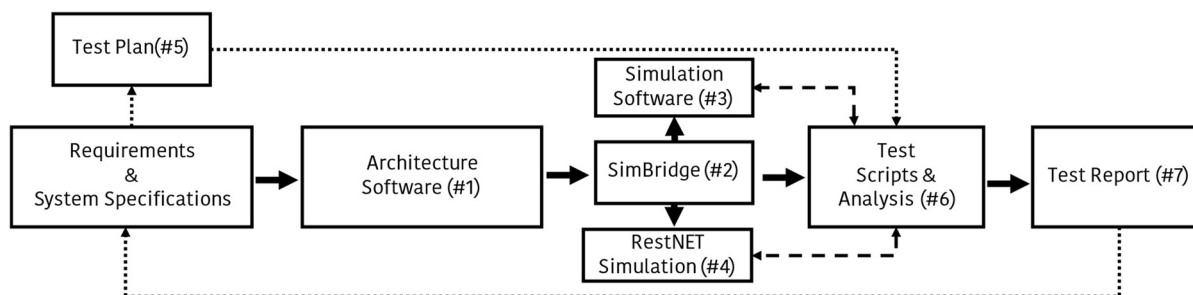 Test Plan(#5)
Requirements
&
System Specifications
Architecture
Software (#1)
Simulation
Software (#3)
SimBridge (#2)
RestNET
Simulation (#4)
Test
Scripts &
Analysis (#6)
Test Report (#7)